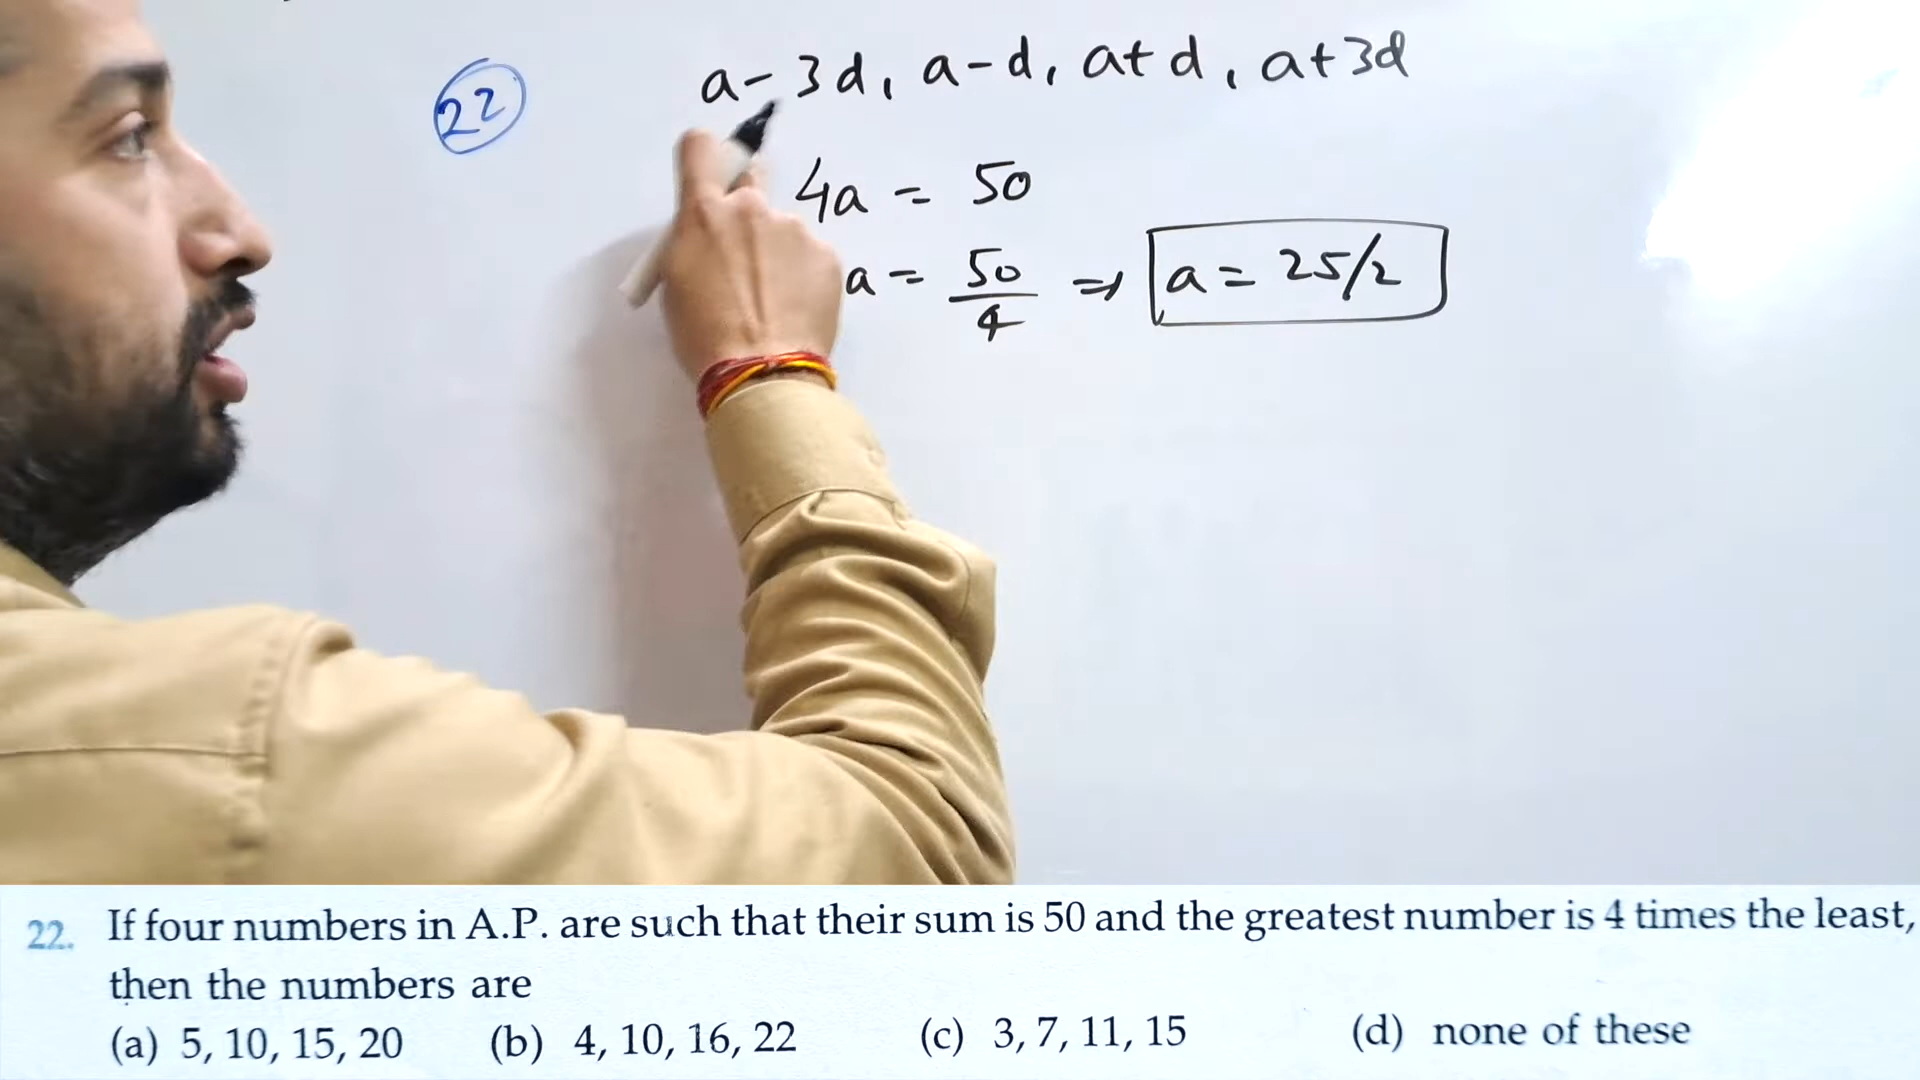 22
a-3d, a-d, a+d, a+3d
4a = 50
a = 50/4 ⇒ a = 25/2
22. If four numbers in A.P. are such that their sum is 50 and the greatest number is 4 times the least,
then the numbers are
(a) 5, 10, 15, 20 (b) 4, 10, 16, 22 (c) 3, 7, 11, 15 (d) none of these